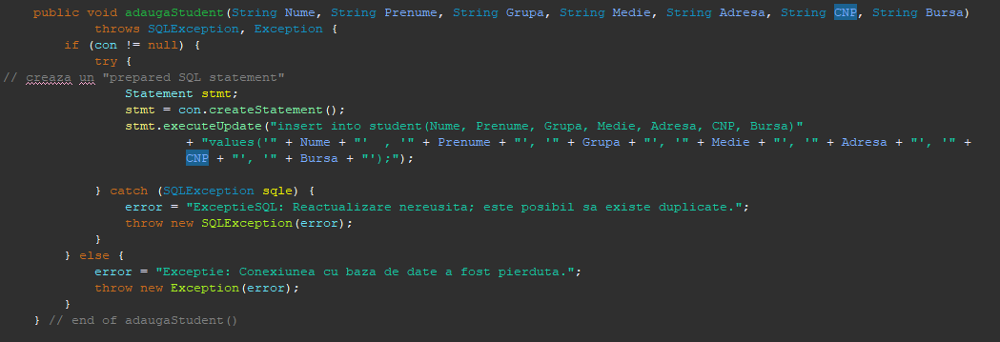 public void adaugaStudent(String Nume, String Prenume, String Grupa, String Medie, String Adresa, String CNP, String Bursa)
throws SQLException, Exception {
if (con != null) {
try {
// creaza un "prepared SQL statement"
Statement stmt;
stmt = con.createStatement();
stmt.executeUpdate("insert into student(Nume, Prenume, Grupa, Medie, Adresa, CNP, Bursa)"
+ "values('" + Nume + "'  , '" + Prenume + "', '" + Grupa + "', '" + Medie + "', '" + Adresa + "', '" +
CNP + "', '" + Bursa + "');");
} catch (SQLException sqle) {
error = "ExceptieSQL: Reactualizare nereusita; este posibil sa existe duplicate.";
throw new SQLException(error);
}
} else {
error = "Exceptie: Conexiunea cu baza de date a fost pierduta.";
throw new Exception(error);
}
} // end of adaugaStudent()